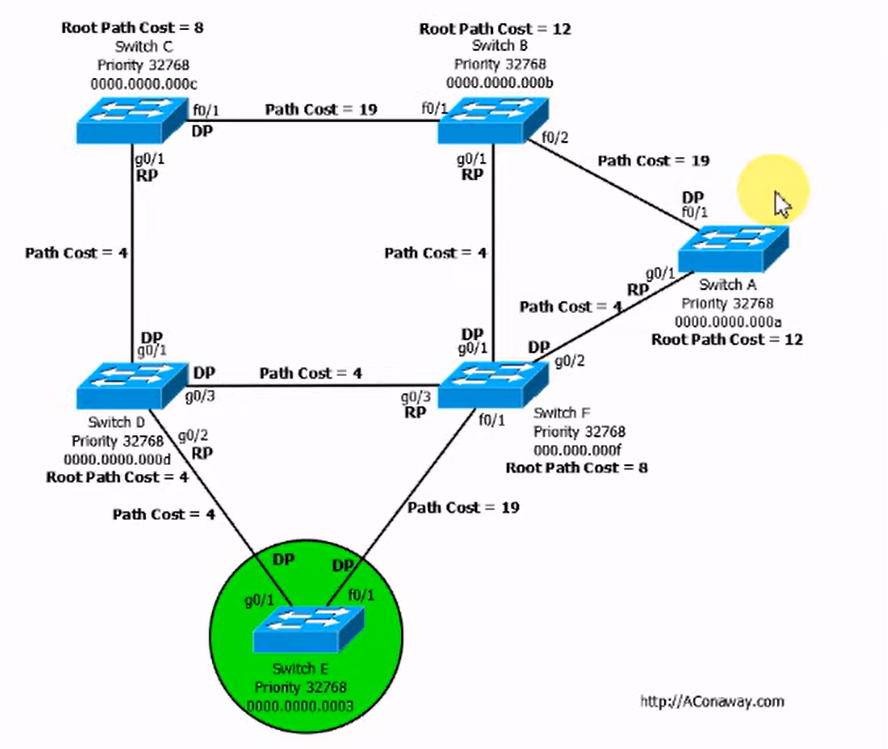 Root Path Cost = 8
Switch C
Priority 32768
0000.0000.000c
Root Path Cost = 12
Switch B
Priority 32768
0000.0000.000b
f0/1
DP
Path Cost = 19
f0/1
g0/1
RP
g0/1
RP
f0/2
Path Cost = 19
DP
f0/1
Path Cost = 4
Path Cost = 4
g0/1
RP
Path Cost = 4
Switch A
Priority 32768
0000.0000.000a
Root Path Cost = 12
DP
g0/1
DP
g0/3
Path Cost = 4
g0/3
RP
DP
g0/1
DP
g0/2
f0/1
Switch D
Priority 32768
0000.0000.000d
Root Path Cost = 4
g0/2
RP
Switch F
Priority 32768
000.000.000f
Root Path Cost = 8
Path Cost = 4
Path Cost = 19
DP
DP
g0/1
f0/1
Switch E
Priority 32768
0000.0000.0003
http://AConaway.com